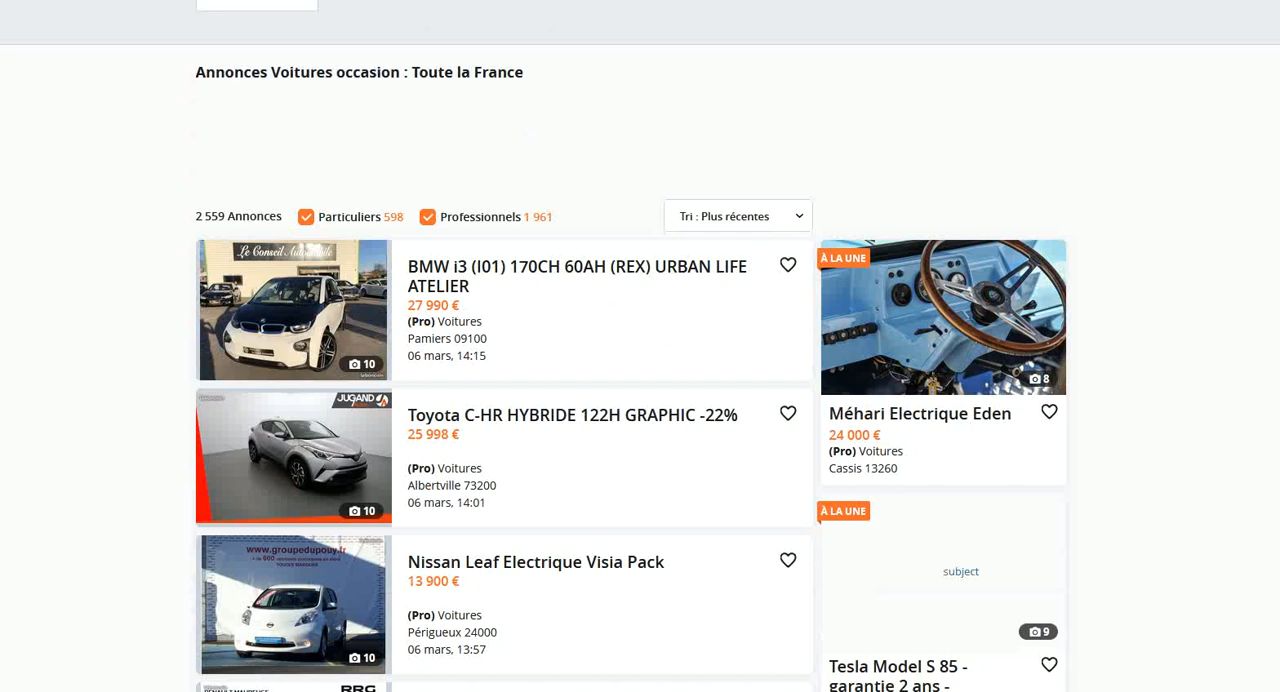 Annonces Voitures occasion : Toute la France
2 559 Annonces
Particuliers 598
Professionnels 1 961
Tri : Plus récentes
Le Conseil Automobile
10
BMW i3 (I01) 170CH 60AH (REX) URBAN LIFE
ATELIER
27 990 €
(Pro) Voitures
Pamiers 09100
06 mars, 14:15
JUGAND
10
Toyota C-HR HYBRIDE 122H GRAPHIC -22%
25 998 €
(Pro) Voitures
Albertville 73200
06 mars, 14:01
www.groupedupouy.fr
10
Nissan Leaf Electrique Visia Pack
13 900 €
(Pro) Voitures
Périgueux 24000
06 mars, 13:57
RRG
À LA UNE
8
Méhari Electrique Eden
24 000 €
(Pro) Voitures
Cassis 13260
À LA UNE
subject
9
Tesla Model S 85 -
garantie 2 ans -